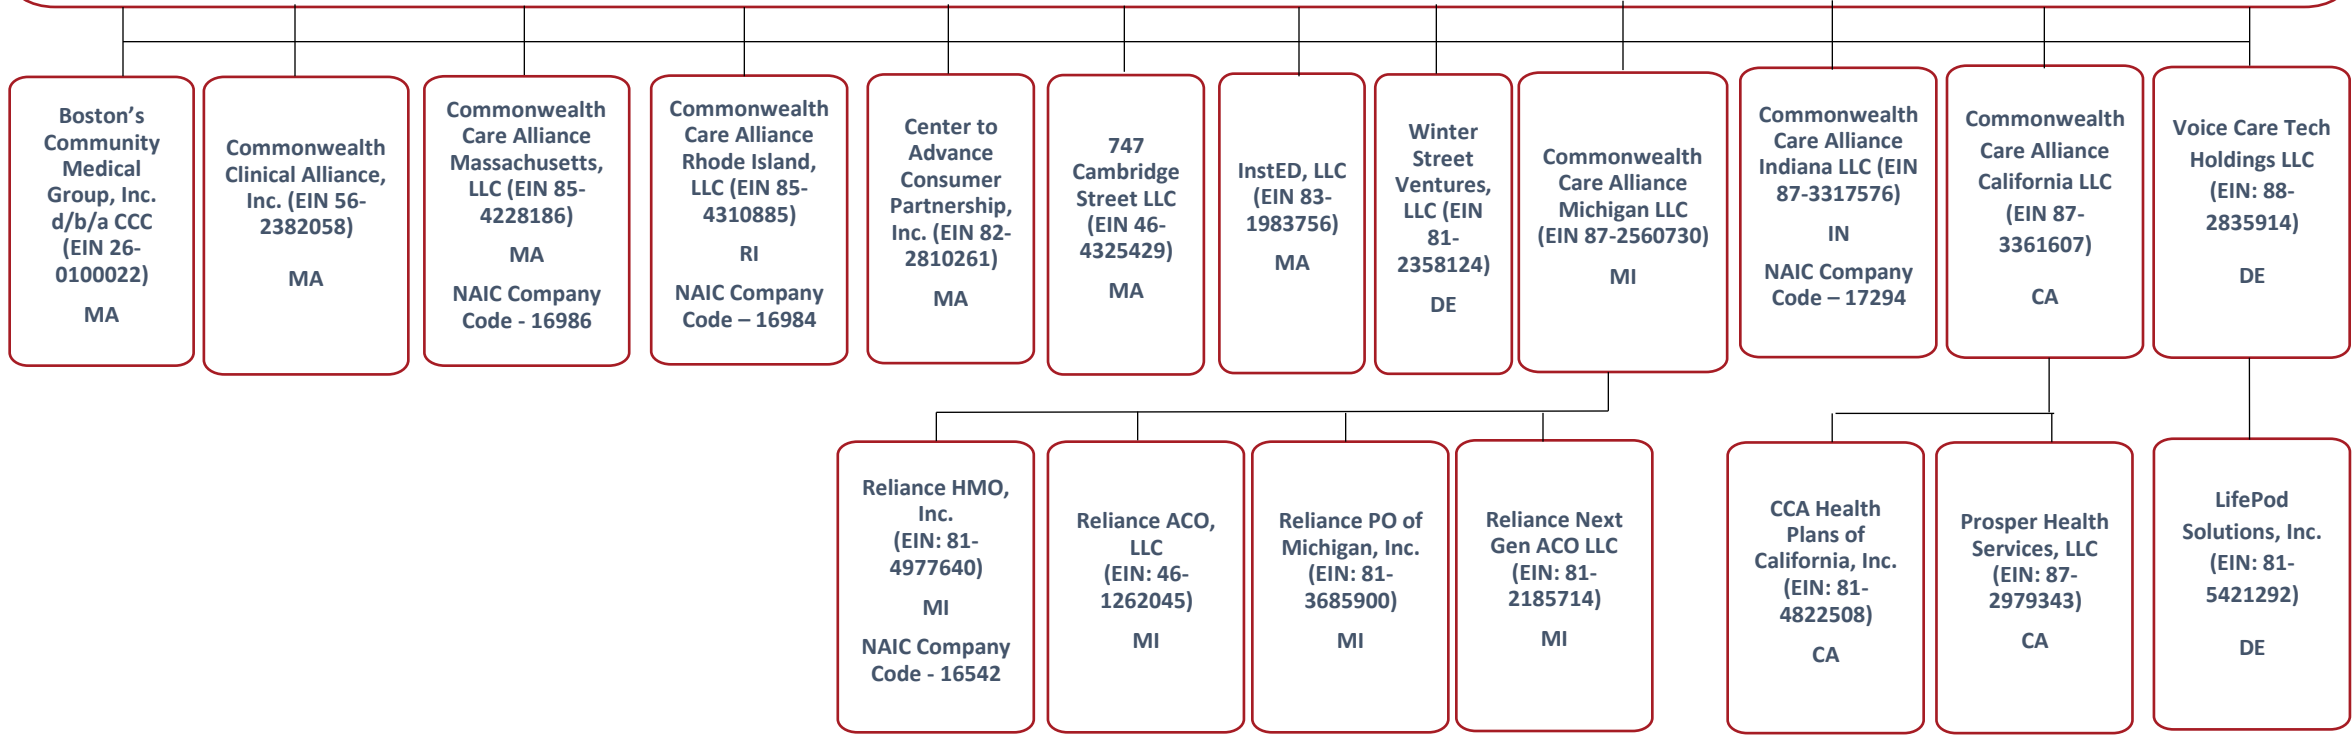 Boston’s
Community
Medical
Group, Inc.
d/b/a CCC
(EIN 26-
0100022)
MA
Commonwealth
Clinical Alliance,
Inc. (EIN 56-
2382058)
MA
Commonwealth
Care Alliance
Massachusetts,
LLC (EIN 85-
4228186)
MA
NAIC Company
Code - 16986
Commonwealth
Care Alliance
Rhode Island,
LLC (EIN 85-
4310885)
RI
NAIC Company
Code – 16984
Center to
Advance
Consumer
Partnership,
Inc. (EIN 82-
2810261)
MA
747
Cambridge
Street LLC
(EIN 46-
4325429)
MA
InstED, LLC
(EIN 83-
1983756)
MA
Winter
Street
Ventures,
LLC (EIN
81-
2358124)
DE
Commonwealth
Care Alliance
Michigan LLC
(EIN 87-2560730)
MI
Commonwealth
Care Alliance
Indiana LLC (EIN
87-3317576)
IN
NAIC Company
Code – 17294
Commonwealth
Care Alliance
California LLC
(EIN 87-
3361607)
CA
Voice Care Tech
Holdings LLC
(EIN: 88-
2835914)
DE
Reliance HMO,
Inc.
(EIN: 81-
4977640)
MI
NAIC Company
Code - 16542
Reliance ACO,
LLC
(EIN: 46-
1262045)
MI
Reliance PO of
Michigan, Inc.
(EIN: 81-
3685900)
MI
Reliance Next
Gen ACO LLC
(EIN: 81-
2185714)
MI
CCA Health
Plans of
California, Inc.
(EIN: 81-
4822508)
CA
Prosper Health
Services, LLC
(EIN: 87-
2979343)
CA
LifePod
Solutions, Inc.
(EIN: 81-
5421292)
DE